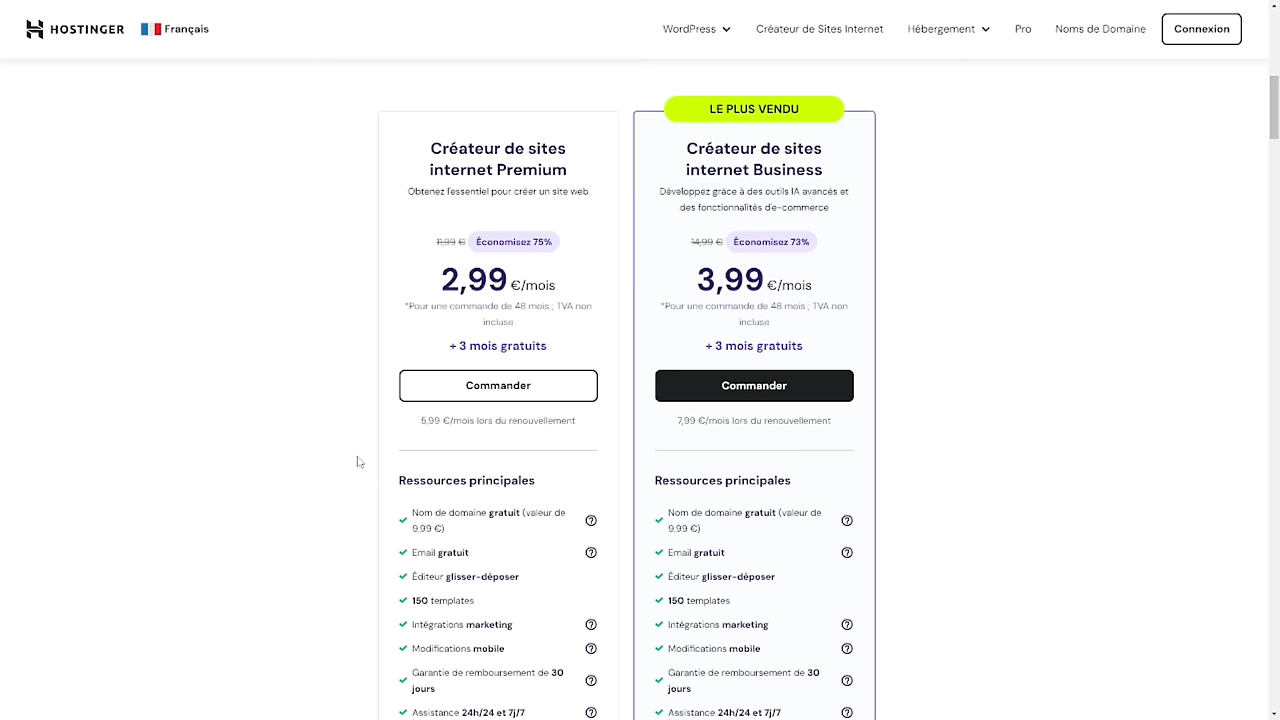 HOSTINGER
Français
WordPress
Créateur de Sites Internet
Hébergement
Pro
Noms de Domaine
Connexion
Créateur de sites
internet Premium
Obtenez l'essentiel pour créer un site web
11,99 €
Économisez 75%
2,99 €/mois
*Pour une commande de 48 mois ; TVA non
incluse
+ 3 mois gratuits
Commander
5,99 €/mois lors du renouvellement
Ressources principales
Nom de domaine gratuit (valeur de
9,99 €)
Email gratuit
Éditeur glisser-déposer
150 templates
Intégrations marketing
Modifications mobile
Garantie de remboursement de 30
jours
Assistance 24h/24 et 7j/7
LE PLUS VENDU
Créateur de sites
internet Business
Développez grâce à des outils IA avancés et
des fonctionnalités d'e-commerce
14,99 €
Économisez 73%
3,99 €/mois
*Pour une commande de 48 mois ; TVA non
incluse
+ 3 mois gratuits
Commander
7,99 €/mois lors du renouvellement
Ressources principales
Nom de domaine gratuit (valeur de
9,99 €)
Email gratuit
Éditeur glisser-déposer
150 templates
Intégrations marketing
Modifications mobile
Garantie de remboursement de 30
jours
Assistance 24h/24 et 7j/7